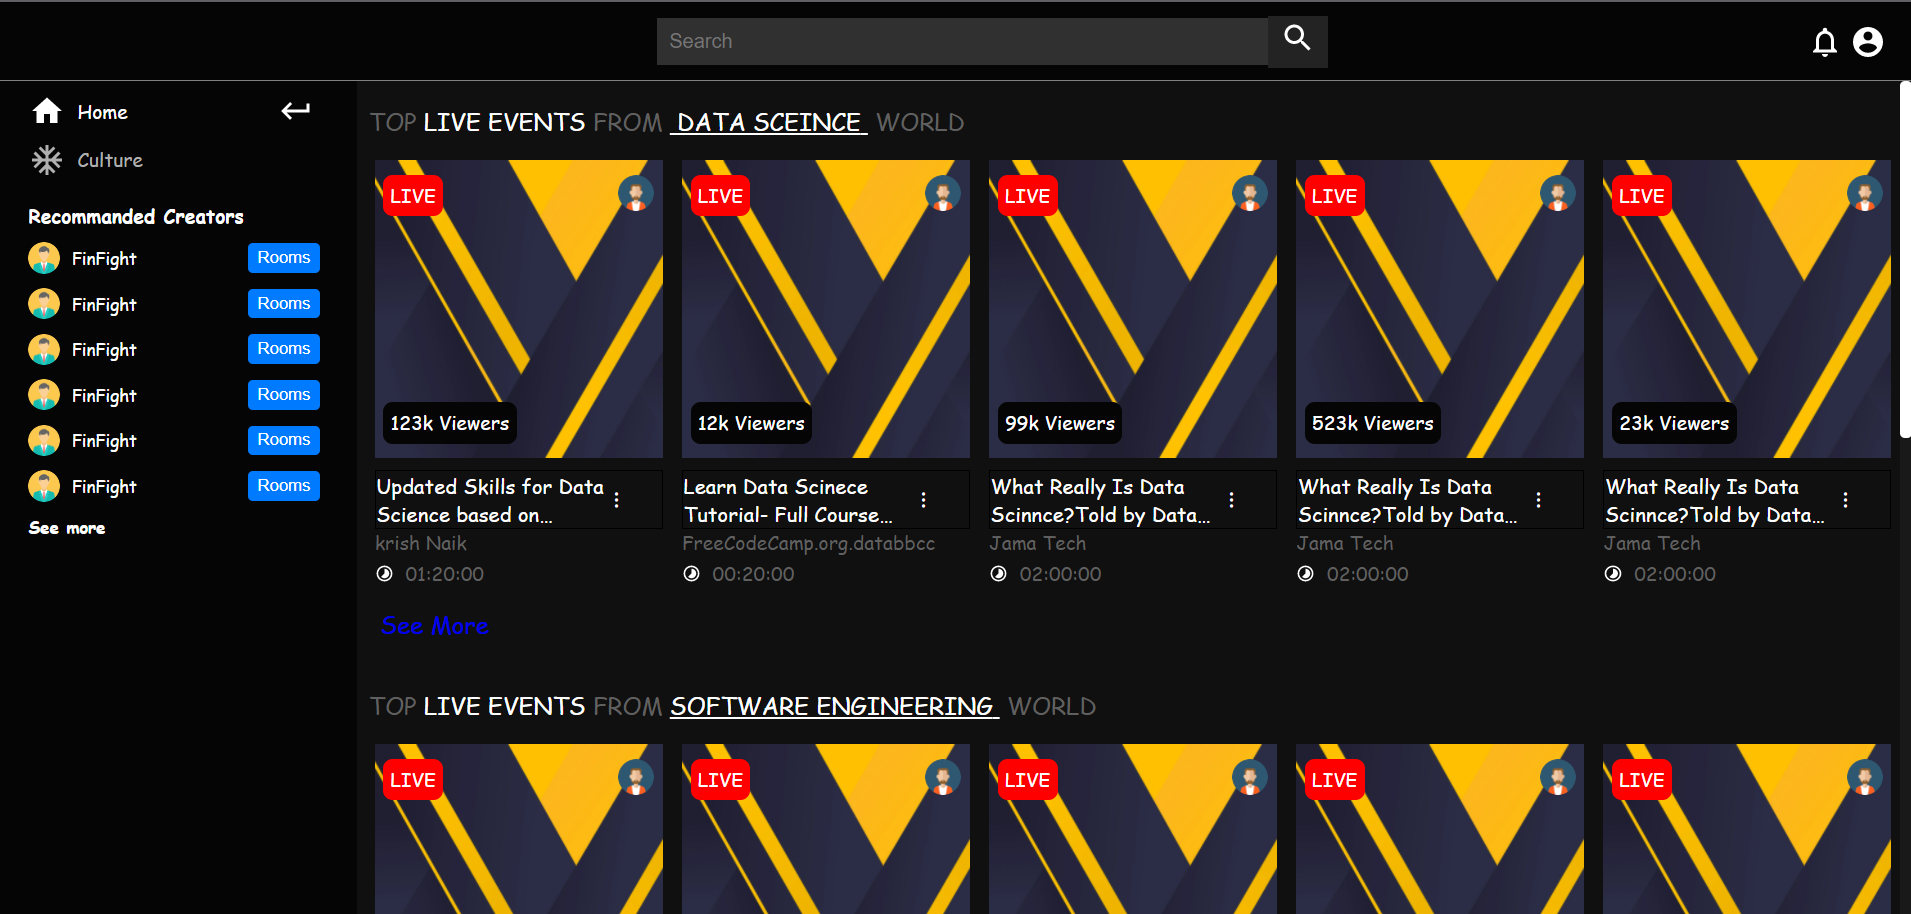 Search
Home
Culture
Recommanded Creators
FinFight Rooms
FinFight Rooms
FinFight Rooms
FinFight Rooms
FinFight Rooms
FinFight Rooms
See more
TOP LIVE EVENTS FROM DATA SCEINCE WORLD
LIVE
123k Viewers
Updated Skills for Data
Science based on...
krish Naik
01:20:00
LIVE
12k Viewers
Learn Data Scinece
Tutorial- Full Course...
FreeCodeCamp.org.databbcc
00:20:00
LIVE
99k Viewers
What Really Is Data
Scinnce?Told by Data...
Jama Tech
02:00:00
LIVE
523k Viewers
What Really Is Data
Scinnce?Told by Data...
Jama Tech
02:00:00
LIVE
23k Viewers
What Really Is Data
Scinnce?Told by Data...
Jama Tech
02:00:00
See More
TOP LIVE EVENTS FROM SOFTWARE ENGINEERING WORLD
LIVE
LIVE
LIVE
LIVE
LIVE